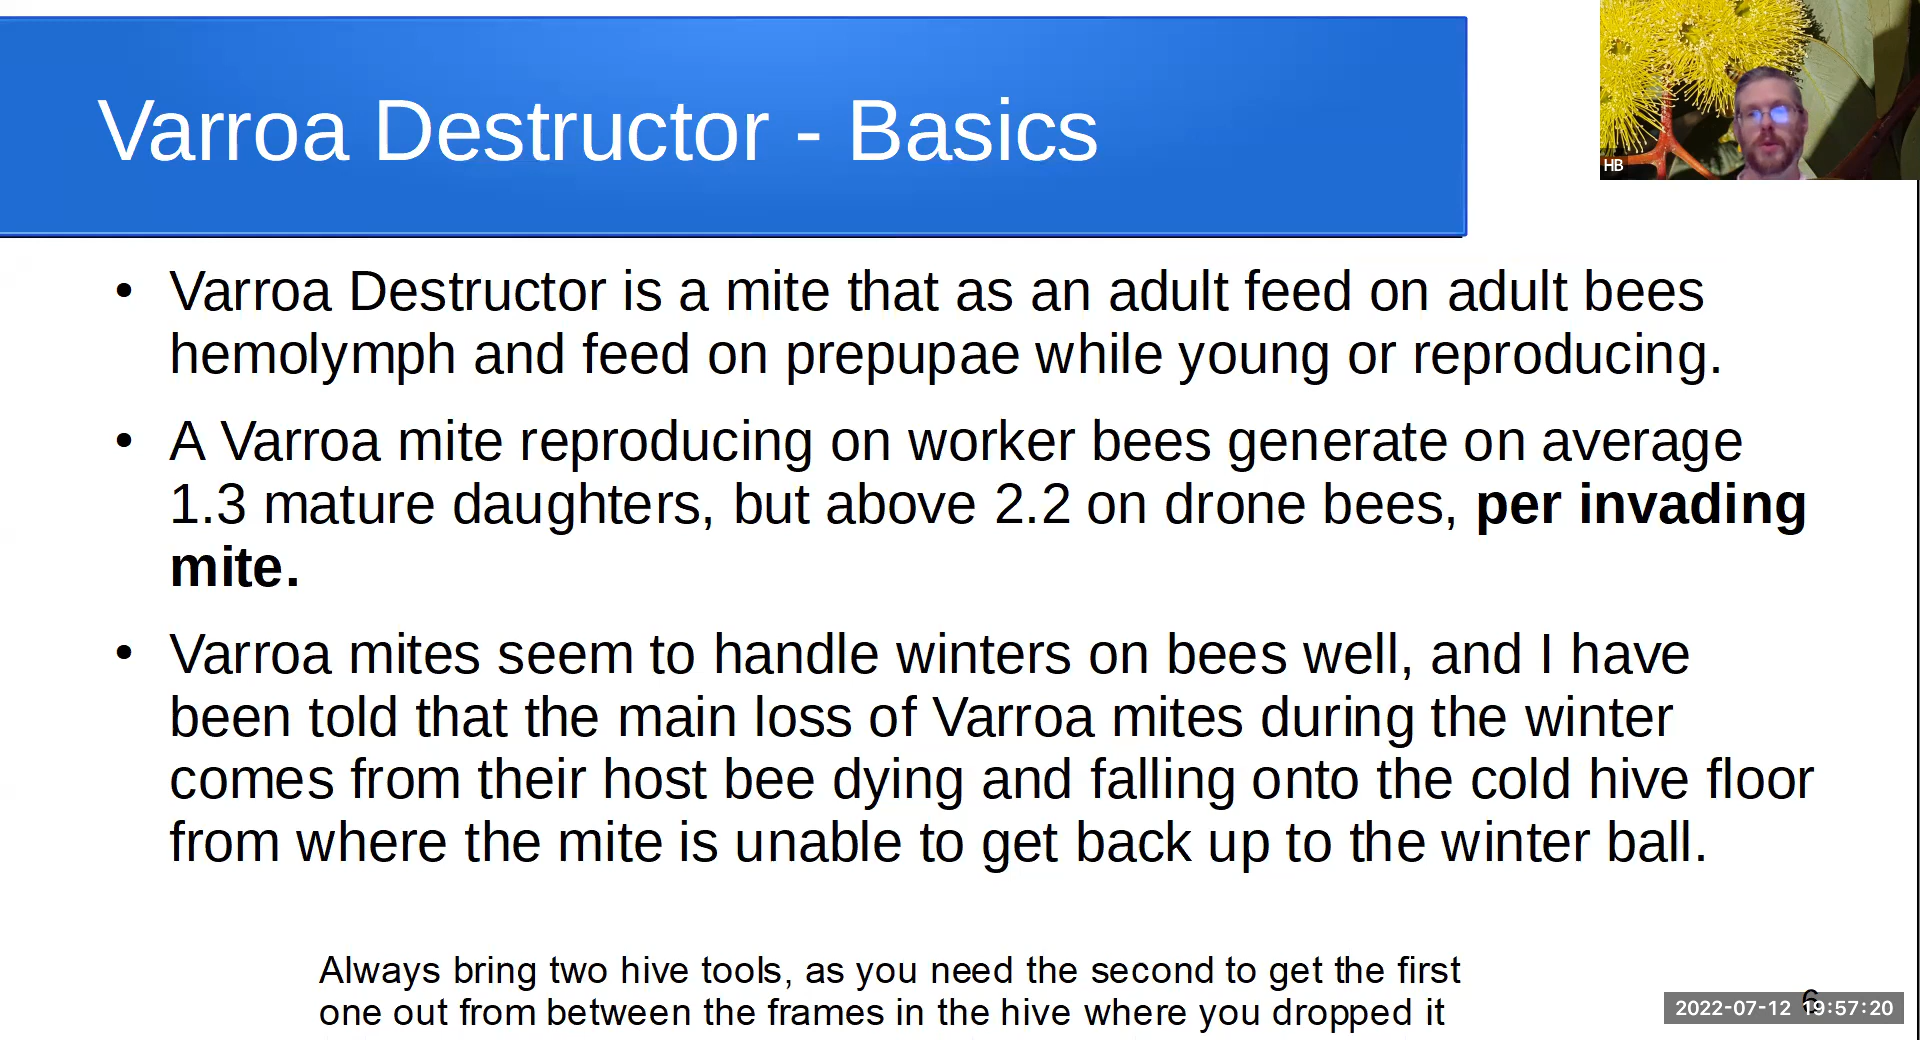 Varroa Destructor - Basics
HB
• Varroa Destructor is a mite that as an adult feed on adult bees
hemolymph and feed on prepupae while young or reproducing.
• A Varroa mite reproducing on worker bees generate on average
1.3 mature daughters, but above 2.2 on drone bees, per invading
mite.
• Varroa mites seem to handle winters on bees well, and I have
been told that the main loss of Varroa mites during the winter
comes from their host bee dying and falling onto the cold hive floor
from where the mite is unable to get back up to the winter ball.
Always bring two hive tools, as you need the second to get the first
one out from between the frames in the hive where you dropped it
6
2022-07-12 19:57:20